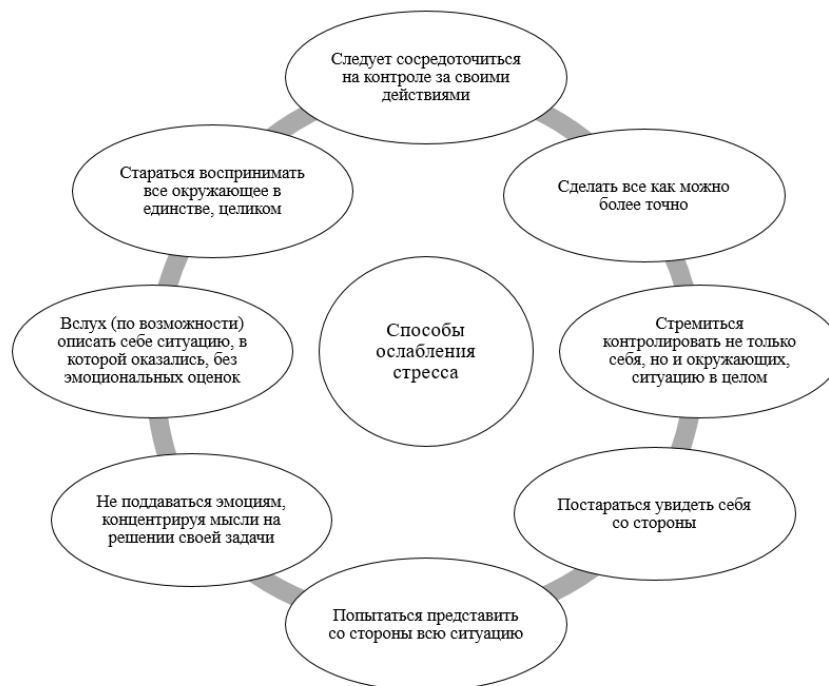 Следует сосредоточиться
на контроле за своими
действиями
Сделать все как можно
более точно
Стремиться
контролировать не только
себя, но и окружающих,
ситуацию в целом
Постараться увидеть себя
со стороны
Попытаться представить
со стороны всю ситуацию
Не поддаваться эмоциям,
концентрируя мысли на
решении своей задачи
Вслух (по возможности)
описать себе ситуацию, в
которой оказались, без
эмоциональных оценок
Стараться воспринимать
все окружающее в
единстве, целиком
Способы
ослабления
стресса